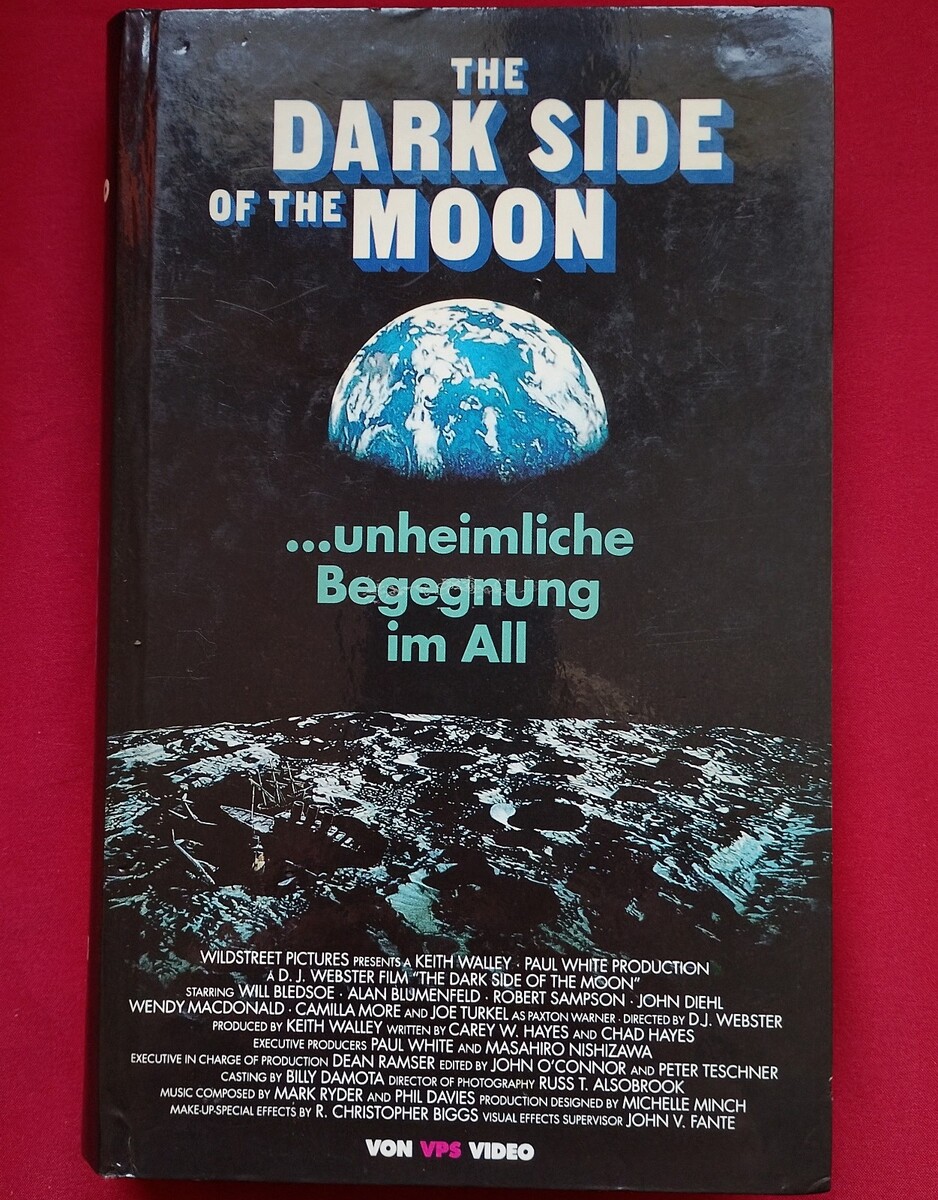 THE
DARK SIDE
OF THE MOON
...unheimliche
Begegnung
im All
WILDSTREET PICTURES PRESENTS A KEITH WALLEY · PAUL WHITE PRODUCTION
A D. J. WEBSTER FILM "THE DARK SIDE OF THE MOON"
STARRING WILL BLEDSOE · ALAN BLUMENFELD · ROBERT SAMPSON · JOHN DIEHL
WENDY MACDONALD · CAMILLA MORE AND JOE TURKEL AS PAXTON WARNER · DIRECTED BY D.J. WEBSTER
PRODUCED BY KEITH WALLEY WRITTEN BY CAREY W. HAYES AND CHAD HAYES
EXECUTIVE PRODUCERS PAUL WHITE AND MASAHIRO NISHIZAWA
EXECUTIVE IN CHARGE OF PRODUCTION DEAN RAMSER EDITED BY JOHN O'CONNOR AND PETER TESCHNER
CASTING BY BILLY DAMOTA DIRECTOR OF PHOTOGRAPHY RUSS T. ALSOBROOK
MUSIC COMPOSED BY MARK RYDER AND PHIL DAVIES PRODUCTION DESIGNED BY MICHELLE MINCH
MAKE-UP-SPECIAL EFFECTS BY R. CHRISTOPHER BIGGS VISUAL EFFECTS SUPERVISOR JOHN V. FANTE
VON VPS VIDEO